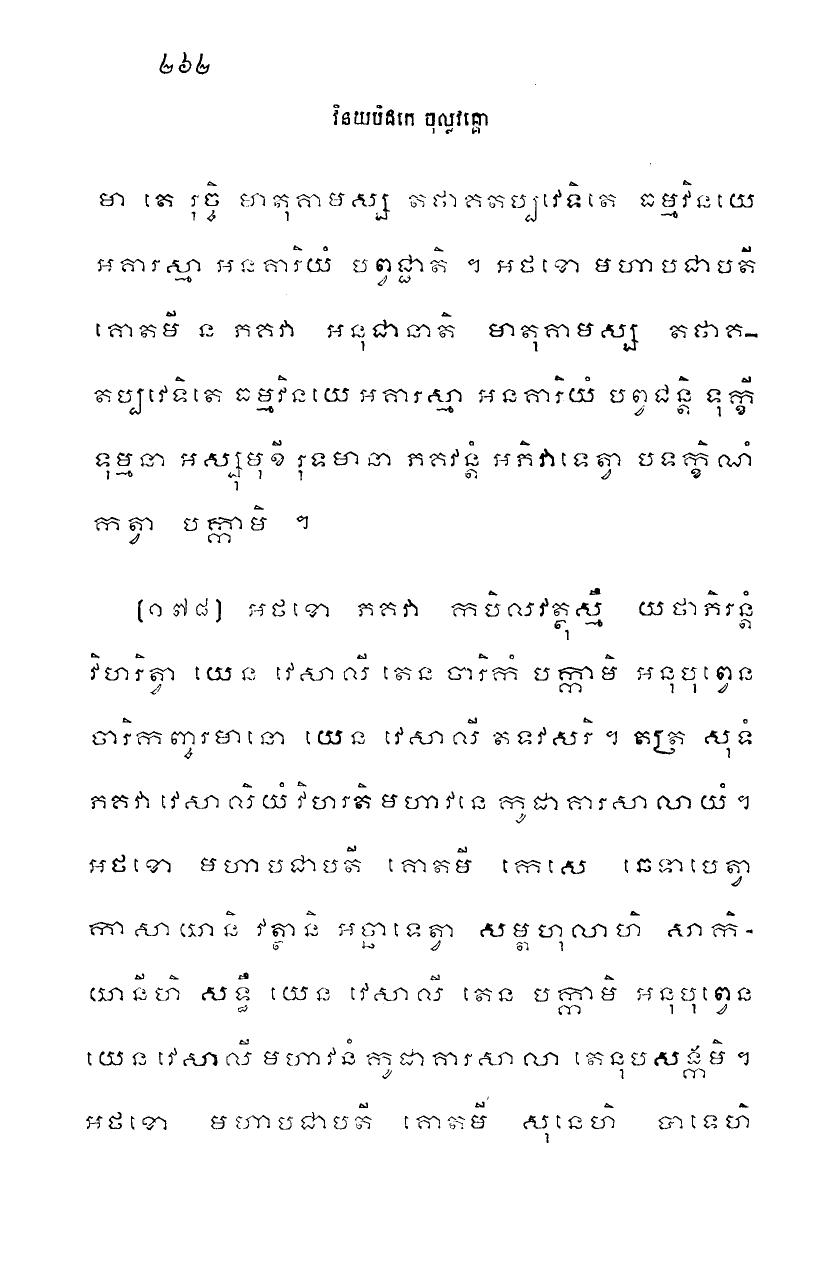 ២៦២
វិនយបិដកេ ចុល្លវគ្គោ
មា តេ រុច្ចិ មាតុគាមស្ស តថាគតប្បវេទិតេ ធម្មវិនយេ
អគារស្មា អនគារិយំ បព្វជ្ជាតិ ។ អថខោ មហាបជាបតី
គោតមី ន ភគវា អនុជានាតិ មាតុគាមស្ស តថាគ-
តប្បវេទិតេ ធម្មវិនយេ អគារស្មា អនគារិយំ បព្វជន្តិ ទុក្ខី
ទុម្មនា អស្សុមុខី រុទមានា ភគវន្តំ អភិវាទេត្វា បទក្ខិណំ
កត្វា បក្កាមិ ។
[១៧៨] អថខោ ភគវា កបិលវត្ថុស្មឹ យថាភិរន្តំ
វិហរិត្វា យេន វេសាលី តេន ចារិកំ បក្កាមិ អនុបុព្វេន
ចារិកញ្ចរមានោ យេន វេសាលី តទវសរិ ។ តត្រ សុទំ
ភគវា វេសាលិយំ វិហរតិ មហាវនេ កូដាគារសាលាយំ ។
អថខោ មហាបជាបតី គោតមី កេសេ ឆេទាបេត្វា
កាសាយានិ វត្ថានិ អច្ឆាទេត្វា សម្ពហុលាហិ សាកិ-
យានីហិ សទ្ធឹ យេន វេសាលី តេន បក្កាមិ អនុបុព្វេន
យេន វេសាលី មហាវនំ កូដាគារសាលា តេនុបសង្កមិ ។
អថខោ មហាបជាបតី គោតមី សុនេហិ បាទេហិ